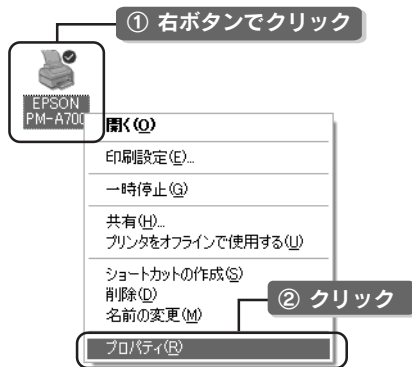 ① 右ボタンでクリック
EPSON
PM-A700
開く(O)
印刷設定(E)...
一時停止(G)
共有(H)...
プリンタをオフラインで使用する(U)
ショートカットの作成(S)
削除(D)
名前の変更(M)
② クリック
プロパティ(R)